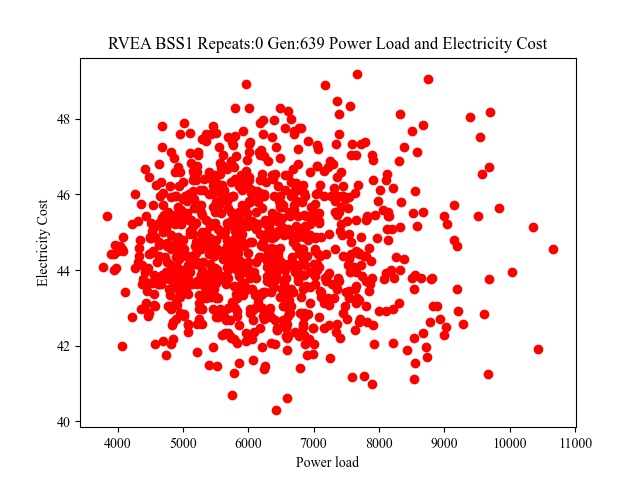 RVEA BSS1 Repeats:0 Gen:639 Power Load and Electricity Cost
48
46
44
42
40
Electricity Cost
4000 5000 6000 7000 8000 9000 10000 11000
Power load